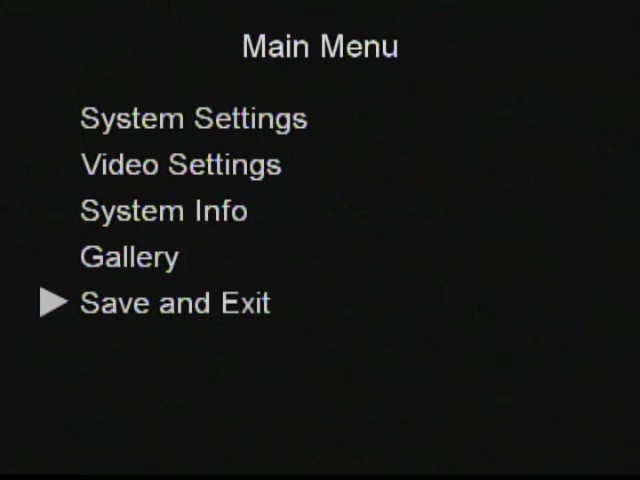 Main Menu
System Settings
Video Settings
System Info
Gallery
Save and Exit